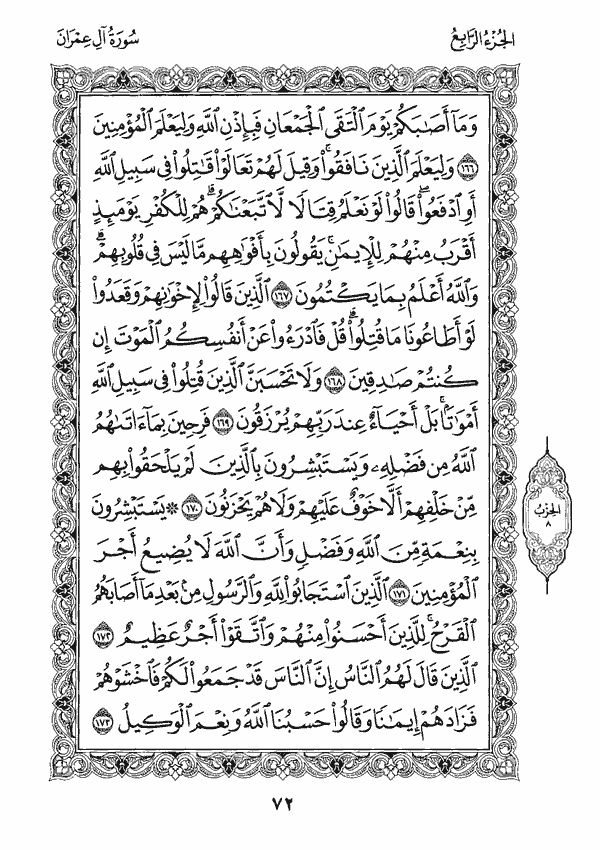 الجُزْءُ الرَّابِعُ
سُورَةُ آلِ عِمْرَانَ
وَمَآ أَصَٰبَكُمْ يَوْمَ ٱلْتَقَى ٱلْجَمْعَانِ فَبِإِذْنِ ٱللَّهِ وَلِيَعْلَمَ ٱلْمُؤْمِنِينَ
١٦٦ وَلِيَعْلَمَ ٱلَّذِينَ نَافَقُوا۟ۚ وَقِيلَ لَهُمْ تَعَالَوْا۟ قَٰتِلُوا۟ فِى سَبِيلِ ٱللَّهِ
أَوِ ٱدْفَعُوا۟ۖ قَالُوا۟ لَوْ نَعْلَمُ قِتَالًا لَّٱتَّبَعْنَٰكُمْۗ هُمْ لِلْكُفْرِ يَوْمَئِذٍ
أَقْرَبُ مِنْهُمْ لِلْإِيمَٰنِۚ يَقُولُونَ بِأَفْوَٰهِهِم مَّا لَيْسَ فِى قُلُوبِهِمْۗ
وَٱللَّهُ أَعْلَمُ بِمَا يَكْتُمُونَ ١٦٧ ٱلَّذِينَ قَالُوا۟ لِإِخْوَٰنِهِمْ وَقَعَدُوا۟
لَوْ أَطَاعُونَا مَا قُتِلُوا۟ۗ قُلْ فَٱدْرَءُوا۟ عَنْ أَنفُسِكُمُ ٱلْمَوْتَ إِن
كُنتُمْ صَٰدِقِينَ ١٦٨ وَلَا تَحْسَبَنَّ ٱلَّذِينَ قُتِلُوا۟ فِى سَبِيلِ ٱللَّهِ
أَمْوَٰتًۢاۚ بَلْ أَحْيَآءٌ عِندَ رَبِّهِمْ يُرْزَقُونَ ١٦٩ فَرِحِينَ بِمَآ ءَاتَىٰهُمُ
ٱللَّهُ مِن فَضْلِهِۦ وَيَسْتَبْشِرُونَ بِٱلَّذِينَ لَمْ يَلْحَقُوا۟ بِهِم
مِّنْ خَلْفِهِمْ أَلَّا خَوْفٌ عَلَيْهِمْ وَلَا هُمْ يَحْزَنُونَ ١٧٠ ۞ يَسْتَبْشِرُونَ
بِنِعْمَةٍ مِّنَ ٱللَّهِ وَفَضْلٍ وَأَنَّ ٱللَّهَ لَا يُضِيعُ أَجْرَ
ٱلْمُؤْمِنِينَ ١٧١ ٱلَّذِينَ ٱسْتَجَابُوا۟ لِلَّهِ وَٱلرَّسُولِ مِنۢ بَعْدِ مَآ أَصَابَهُمُ
ٱلْقَرْحُۚ لِلَّذِينَ أَحْسَنُوا۟ مِنْهُمْ وَٱتَّقَوْا۟ أَجْرٌ عَظِيمٌ ١٧٢
ٱلَّذِينَ قَالَ لَهُمُ ٱلنَّاسُ إِنَّ ٱلنَّاسَ قَدْ جَمَعُوا۟ لَكُمْ فَٱخْشَوْهُمْ
فَزَادَهُمْ إِيمَٰنًا وَقَالُوا۟ حَسْبُنَا ٱللَّهُ وَنِعْمَ ٱلْوَكِيلُ ١٧٣
الحِزْبُ
٨
٧٢